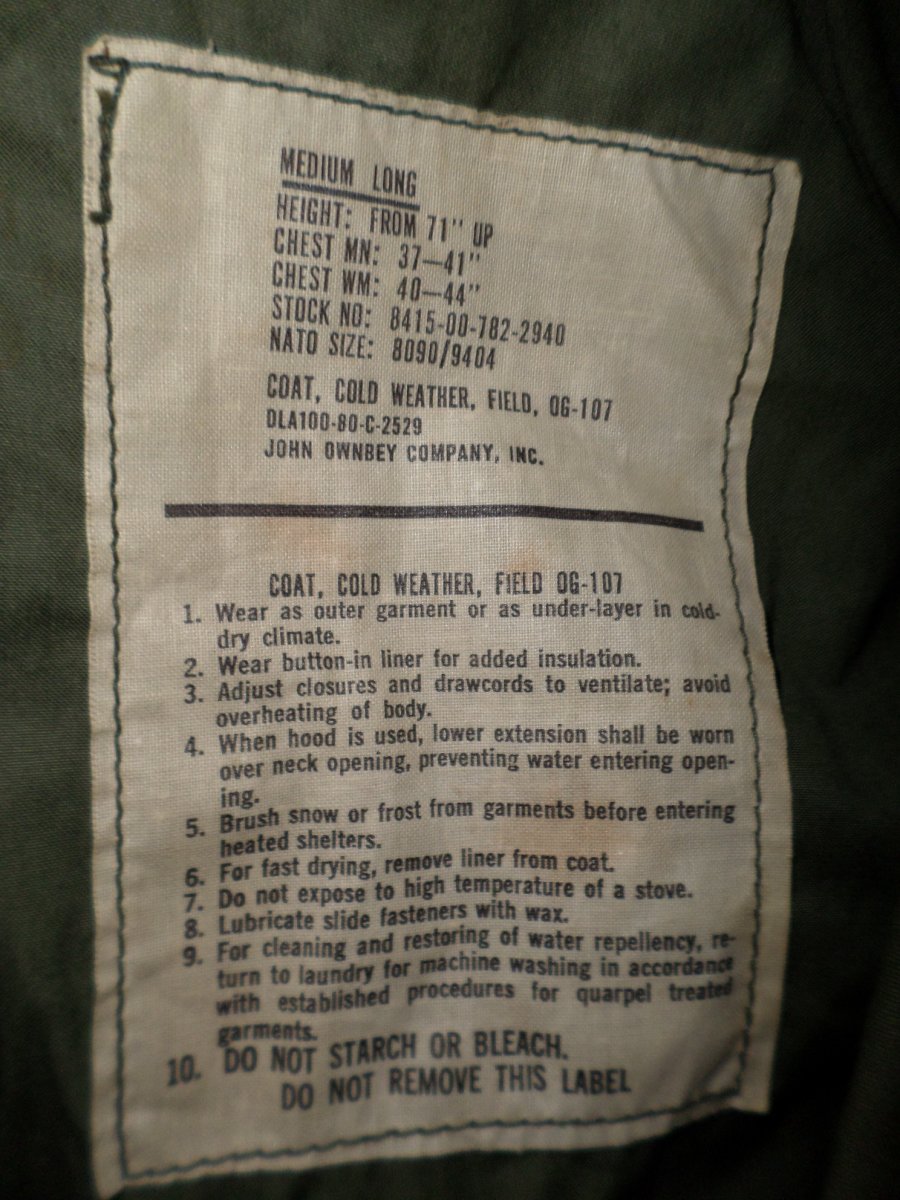 MEDIUM LONG
HEIGHT: FROM 71" UP
CHEST MN: 37—41"
CHEST WM: 40—44"
STOCK NO: 8415-00-782-2940
NATO SIZE: 8090/9404
COAT, COLD WEATHER, FIELD, OG-107
DLA100-80-C-2529
JOHN OWNBEY COMPANY, INC.
COAT, COLD WEATHER, FIELD OG-107
1. Wear as outer garment or as under-layer in cold-
dry climate.
2. Wear button-in liner for added insulation.
3. Adjust closures and drawcords to ventilate; avoid
overheating of body.
4. When hood is used, lower extension shall be worn
over neck opening, preventing water entering open-
ing.
5. Brush snow or frost from garments before entering
heated shelters.
6. For fast drying, remove liner from coat.
7. Do not expose to high temperature of a stove.
8. Lubricate slide fasteners with wax.
9. For cleaning and restoring of water repellency, re-
turn to laundry for machine washing in accordance
with established procedures for quarpel treated
garments.
10. DO NOT STARCH OR BLEACH.
DO NOT REMOVE THIS LABEL